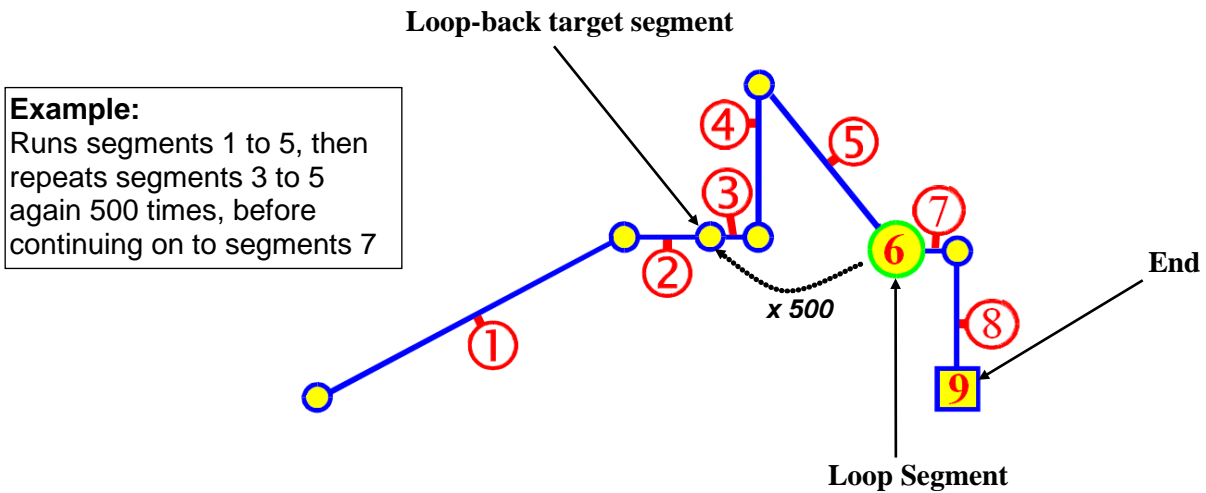 Loop-back target segment
Example:
Runs segments 1 to 5, then
repeats segments 3 to 5
again 500 times, before
continuing on to segments 7
4
5
3
7
6
2
End
x 500
8
1
9
Loop Segment